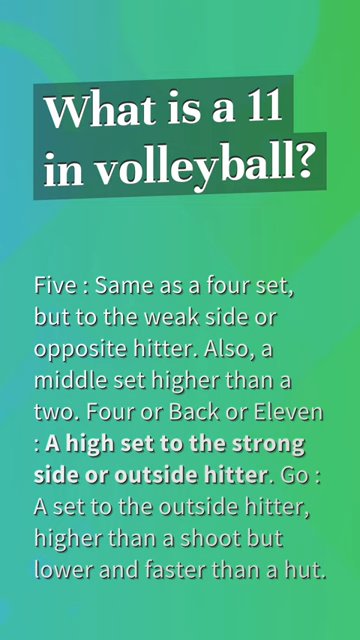 What is a 11
in volleyball?
Five : Same as a four set,
but to the weak side or
opposite hitter. Also, a
middle set higher than a
two. Four or Back or Eleven
: A high set to the strong
side or outside hitter. Go :
A set to the outside hitter,
higher than a shoot but
lower and faster than a hut.